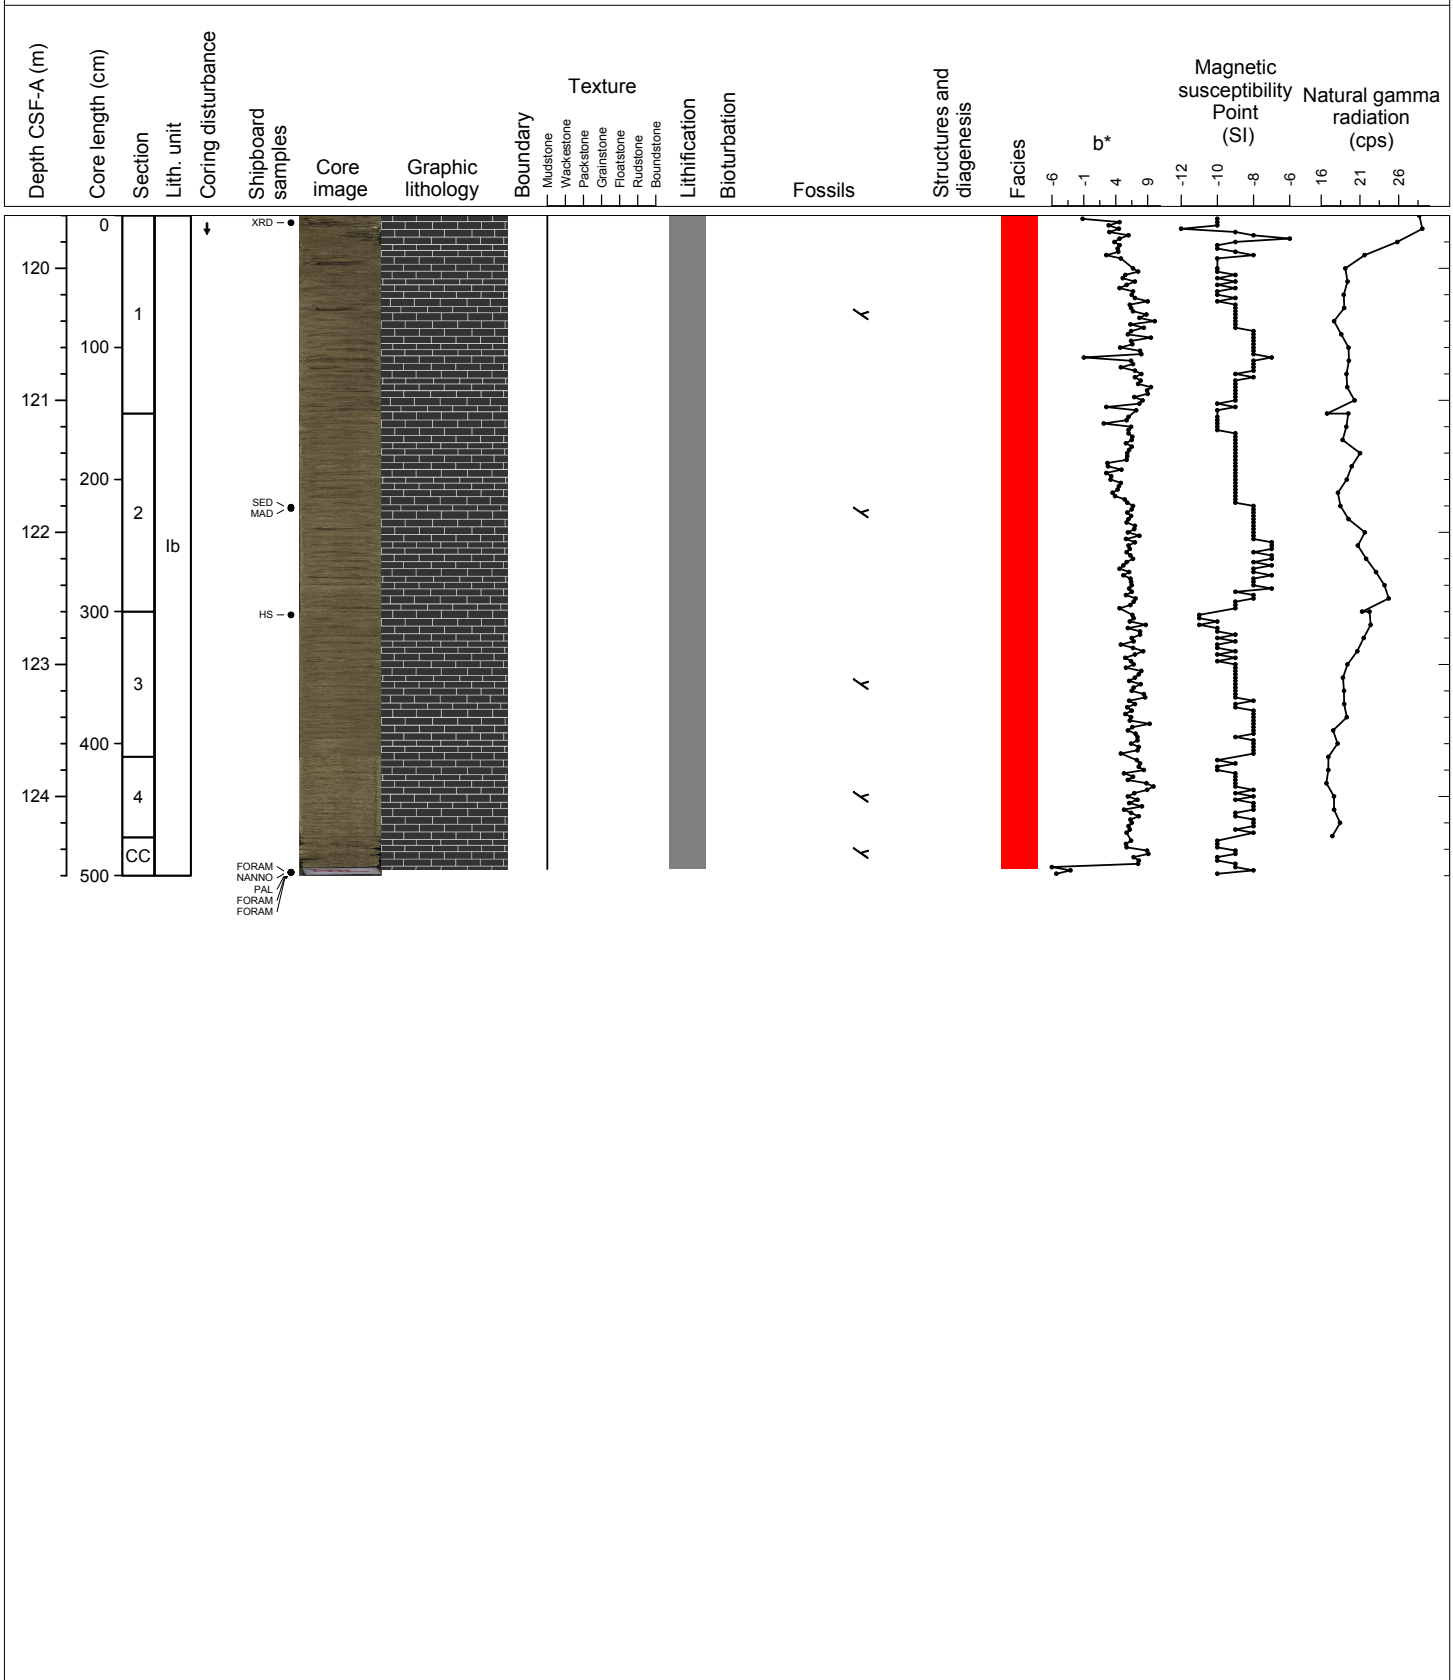 Depth CSF-A (m)
Core length (cm)
Section
Lith. unit
Coring disturbance
Shipboard
samples
Core
image
Graphic
lithology
Boundary
Texture
Mudstone
Wackestone
Packstone
Grainstone
Floatstone
Rudstone
Boundstone
Lithification
Bioturbation
Fossils
Structures and
diagenesis
Facies
b*
-6
-1
4
9
Magnetic
susceptibility
Point
(SI)
-12
-10
-8
-6
Natural gamma
radiation
(cps)
16
21
26
120
121
122
123
124
0
100
200
300
400
500
1
2
3
4
CC
Ib
XRD
SED
MAD
HS
FORAM
NANNO
PAL
FORAM
FORAM